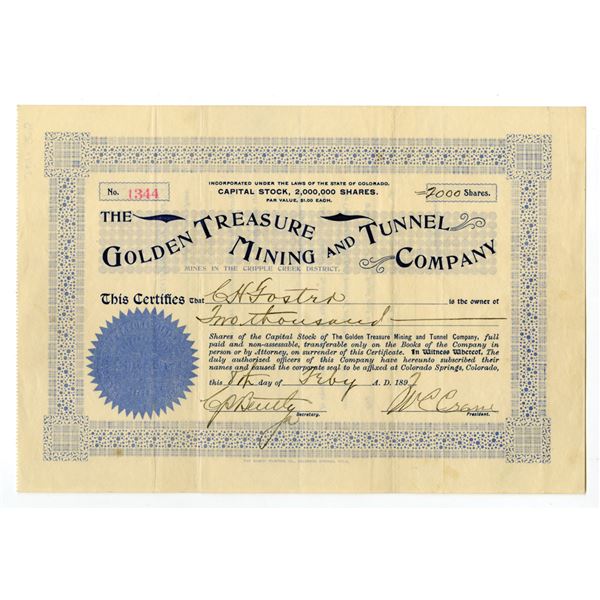 INCORPORATED UNDER THE LAWS OF THE STATE OF COLORADO.
No. 1344
CAPITAL STOCK, 2,000,000 SHARES.
=2000 Shares.
PAR VALUE, $1.00 EACH.
THE
GOLDEN TREASURE
MINING AND TUNNEL
COMPANY
MINES IN THE CRIPPLE CREEK DISTRICT.
This Certifies that C H Foster is the owner of
Two thousand
Shares of the Capital Stock of The Golden Treasure Mining and Tunnel Company, full
paid and non-assessable, transferable only on the Books of the Company in
person or by Attorney, on surrender of this Certificate. In Witness Whereof. The
duly authorized officers of this Company have hereunto subscribed their
names and caused the corporate seal to be affixed at Colorado Springs, Colorado,
this 8th day of Feby A. D. 189
Secretary.
W C Crane
President.